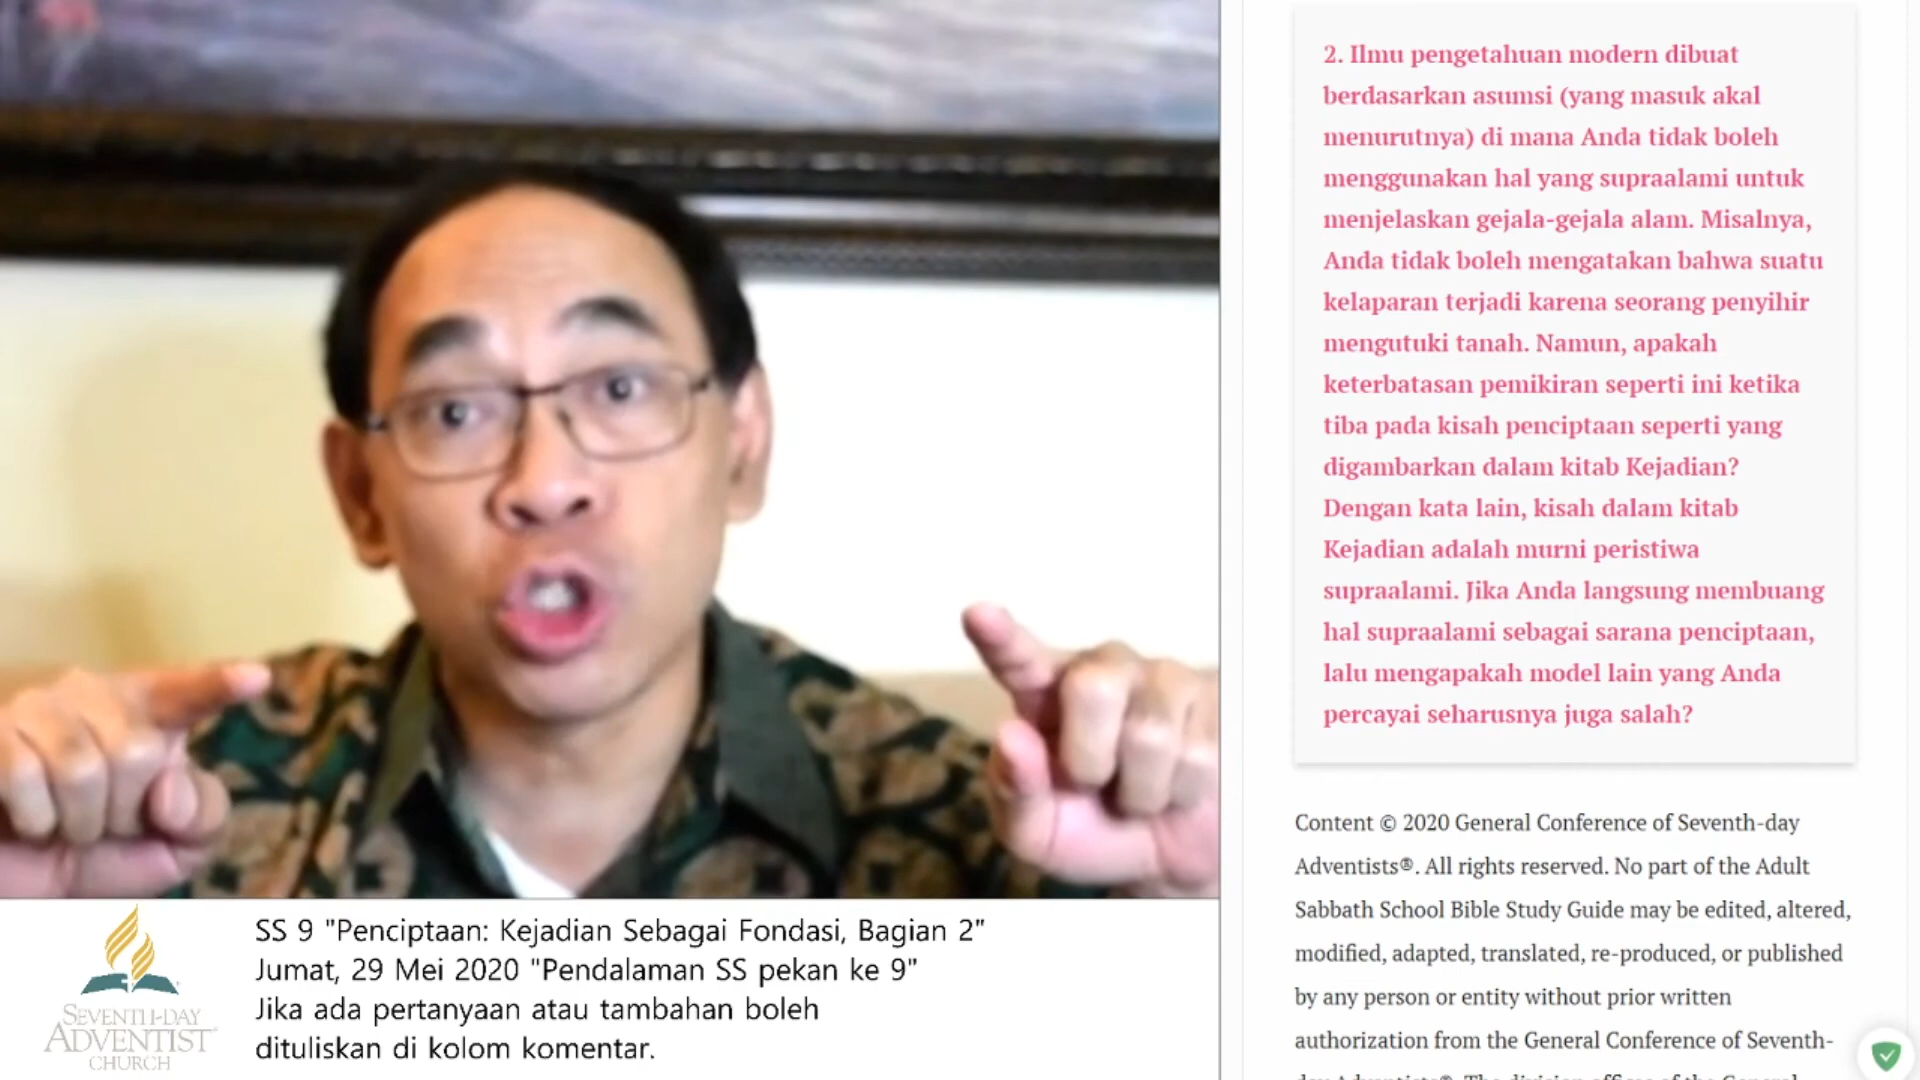 2. Ilmu pengetahuan modern dibuat
berdasarkan asumsi (yang masuk akal
menurutnya) di mana Anda tidak boleh
menggunakan hal yang supraalami untuk
menjelaskan gejala-gejala alam. Misalnya,
Anda tidak boleh mengatakan bahwa suatu
kelaparan terjadi karena seorang penyihir
mengutuki tanah. Namun, apakah
keterbatasan pemikiran seperti ini ketika
tiba pada kisah penciptaan seperti yang
digambarkan dalam kitab Kejadian?
Dengan kata lain, kisah dalam kitab
Kejadian adalah murni peristiwa
supraalami. Jika Anda langsung membuang
hal supraalami sebagai sarana penciptaan,
lalu mengapakah model lain yang Anda
percayai seharusnya juga salah?
Content © 2020 General Conference of Seventh-day
Adventists®. All rights reserved. No part of the Adult
Sabbath School Bible Study Guide may be edited, altered,
modified, adapted, translated, re-produced, or published
by any person or entity without prior written
authorization from the General Conference of Seventh-
day Adventists®. The division offices of the General
SS 9 "Penciptaan: Kejadian Sebagai Fondasi, Bagian 2"
Jumat, 29 Mei 2020 "Pendalaman SS pekan ke 9"
Jika ada pertanyaan atau tambahan boleh
dituliskan di kolom komentar.
SEVENTH-DAY
ADVENTIST
CHURCH